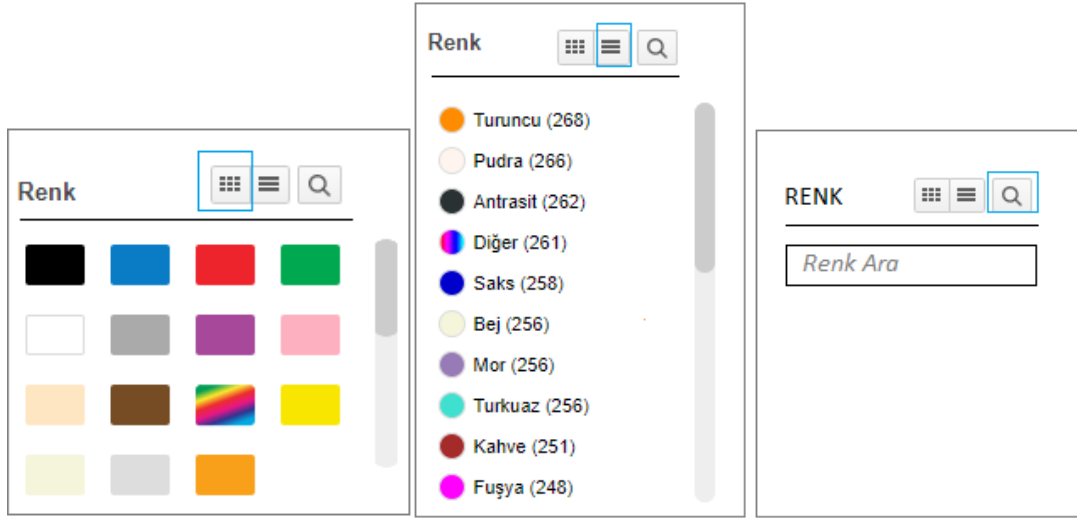 Renk
Renk
Turuncu (268)
Pudra (266)
Antrasit (262)
Diğer (261)
Saks (258)
Bej (256)
Mor (256)
Turkuaz (256)
Kahve (251)
Fuşya (248)
RENK
Renk Ara